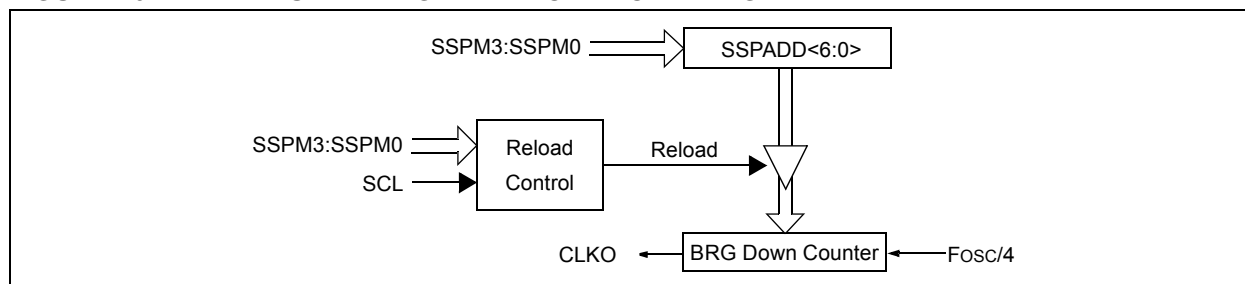 SSPM3:SSPM0
SSPADD<6:0>
SSPM3:SSPM0
SCL
Reload
Control
Reload
CLKO
BRG Down Counter
FOSC/4